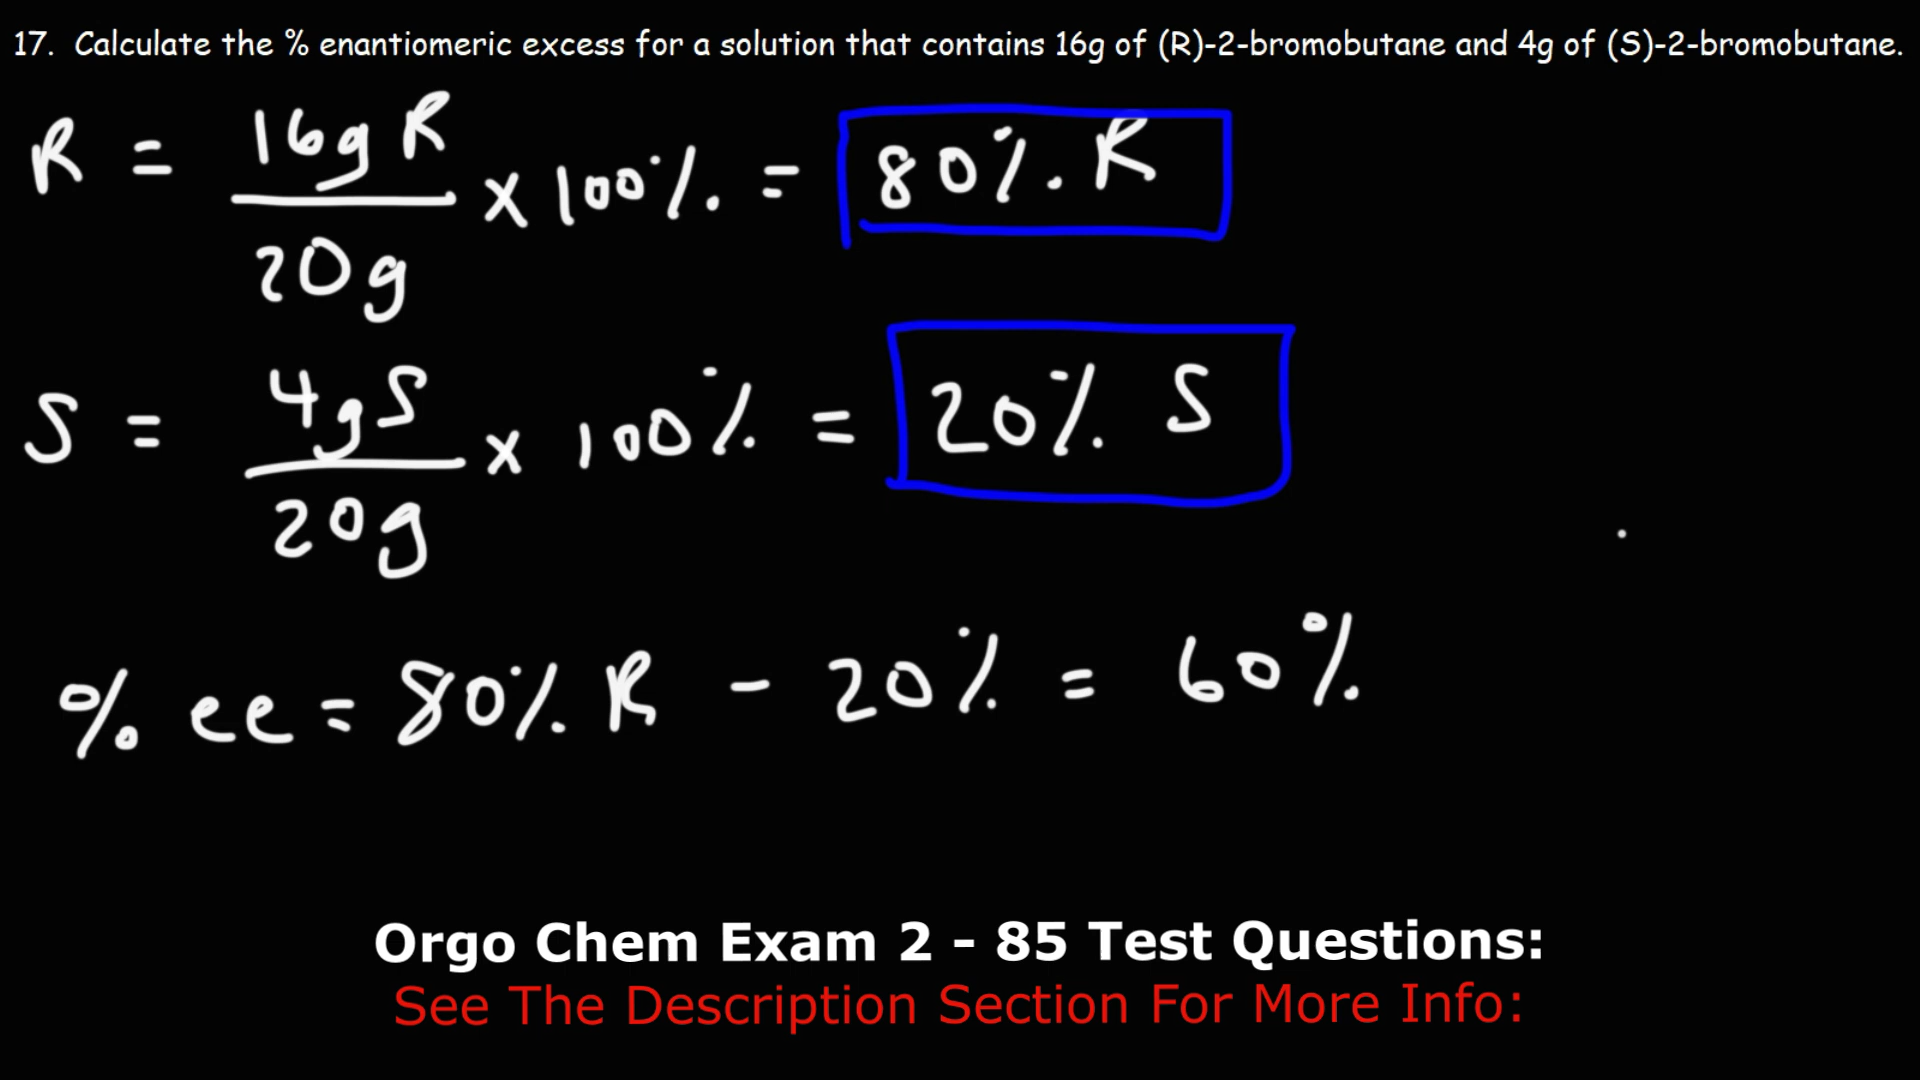 17. Calculate the % enantiomeric excess for a solution that contains 16g of (R)-2-bromobutane and 4g of (S)-2-bromobutane.
R = 16g R / 20g x 100% = 80% R
S = 4g S / 20g x 100% = 20% S
% ee = 80% R - 20% = 60%
Orgo Chem Exam 2 - 85 Test Questions:
See The Description Section For More Info: